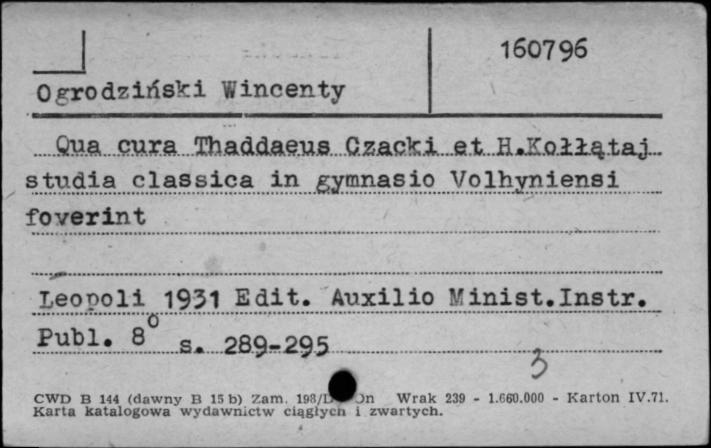 160796
Ogrodziński Wincenty
Qua cura Thaddaeus Czacki et H.Kołłątaj
studia classica in gymnasio Volhyniensi
foverint
Leopoli 1931 Edit. Auxilio Minist.Instr.
Publ. 8° s. 289-295
3
CWD B 144 (dawny B 15 b) Zam. 198/ Wrak 239 - 1.660.000 - Karton IV.71.
Karta katalogowa wydawnictw ciągłych i zwartych.